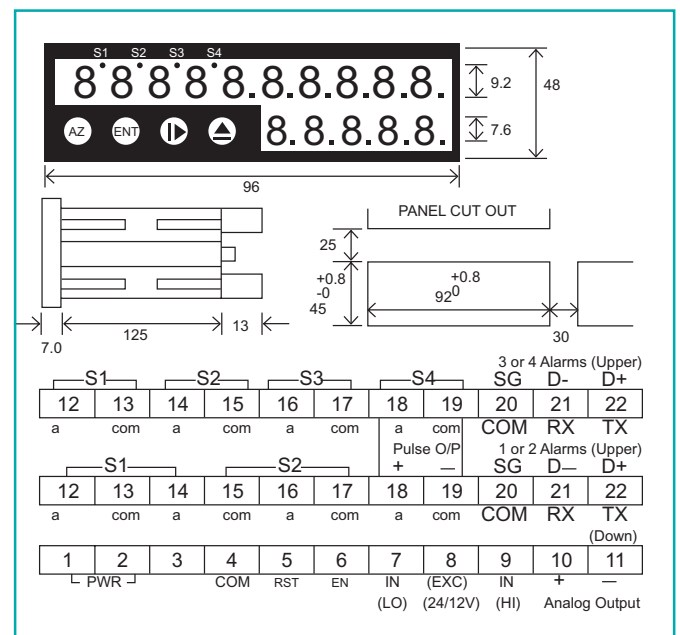 S1 S2 S3 S4
8 8 8 8 8.8.8.8.8.8.
9.2
48
AZ ENT
8.8.8.8.8.
7.6
96
PANEL CUT OUT
25
+0.8
-0
45
+0.8
92 0
30
7.0
125
13
3 or 4 Alarms (Upper)
S1 S2 S3 S4 SG D- D+
12 13 14 15 16 17 18 19 20 21 22
a com a com a com a com COM RX TX
Pulse O/P 1 or 2 Alarms (Upper)
S1 S2 + — SG D— D+
12 13 14 15 16 17 18 19 20 21 22
a com a com a com a com COM RX TX
(Down)
1 2 3 4 5 6 7 8 9 10 11
PWR COM RST EN IN (EXC) IN + —
(LO) (24/12V) (HI) Analog Output